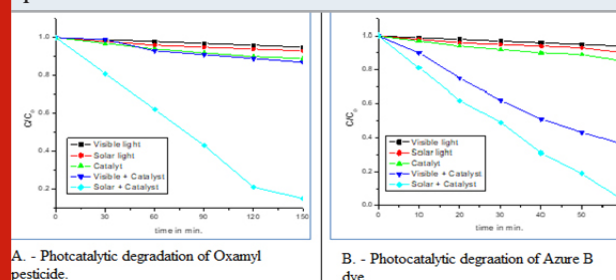 1.0
0.8
0.6
0.4
0.2
C/C₀
Visible light
Solar light
Catalyt
Visible + Catalyst
Solar + Catalyst
0 30 60 90 120 150
time in min.
A. - Photcatalytic degradation of Oxamyl
pesticide.
1.0
0.8
0.6
0.4
0.2
0.0
C/C₀
Visible light
Solar light
Catalyt
Visible + Catalyst
Solar + Catalyst
0 10 20 30 40 50
time in min.
B. - Photocatalytic degraation of Azure B
dye